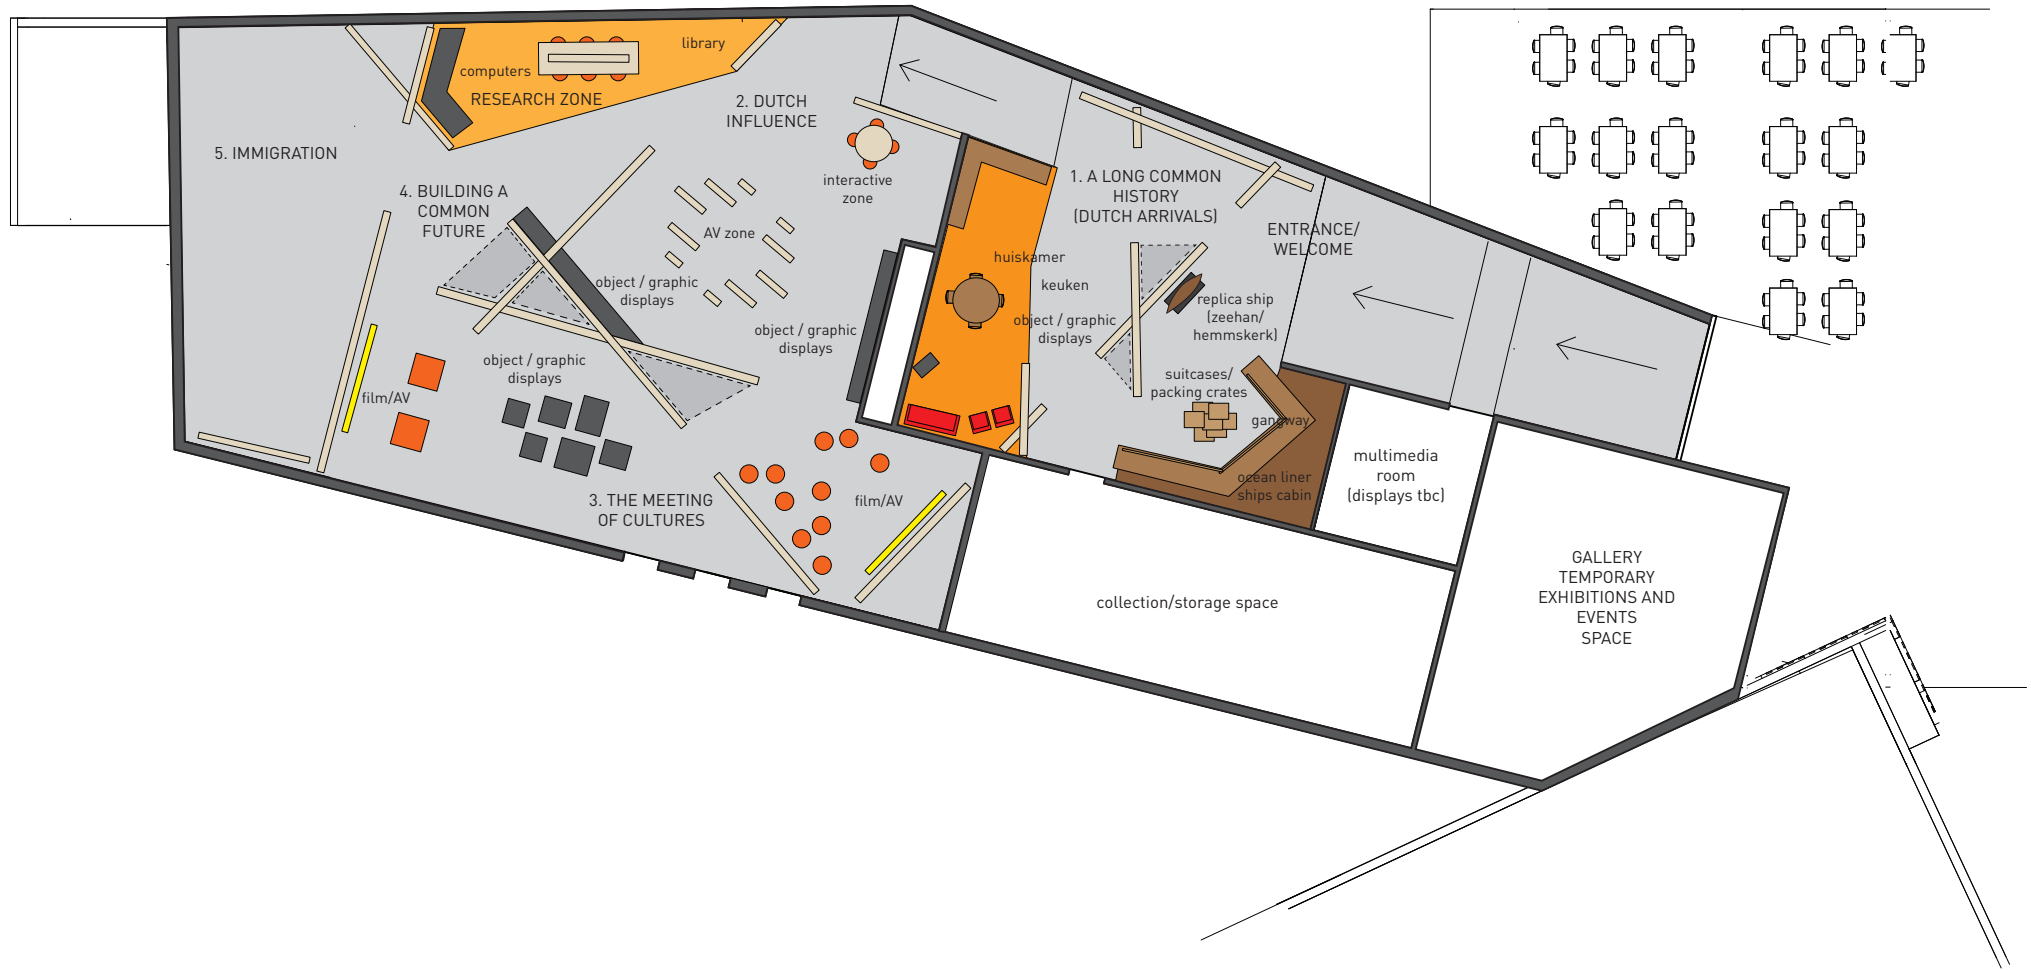 library
computers
RESEARCH ZONE
2. DUTCH
INFLUENCE
5. IMMIGRATION
4. BUILDING A
COMMON
FUTURE
interactive
zone
AV zone
1. A LONG COMMON
HISTORY
(DUTCH ARRIVALS)
ENTRANCE/
WELCOME
huiskamer
keuken
object / graphic
displays
object / graphic
displays
object / graphic
displays
object / graphic
displays
replica ship
(zeehan/
hemmskerk)
suitcases/
packing crates
gangway
film/AV
ocean liner
ships cabin
multimedia
room
(displays tbc)
3. THE MEETING
OF CULTURES
film/AV
collection/storage space
GALLERY
TEMPORARY
EXHIBITIONS AND
EVENTS
SPACE